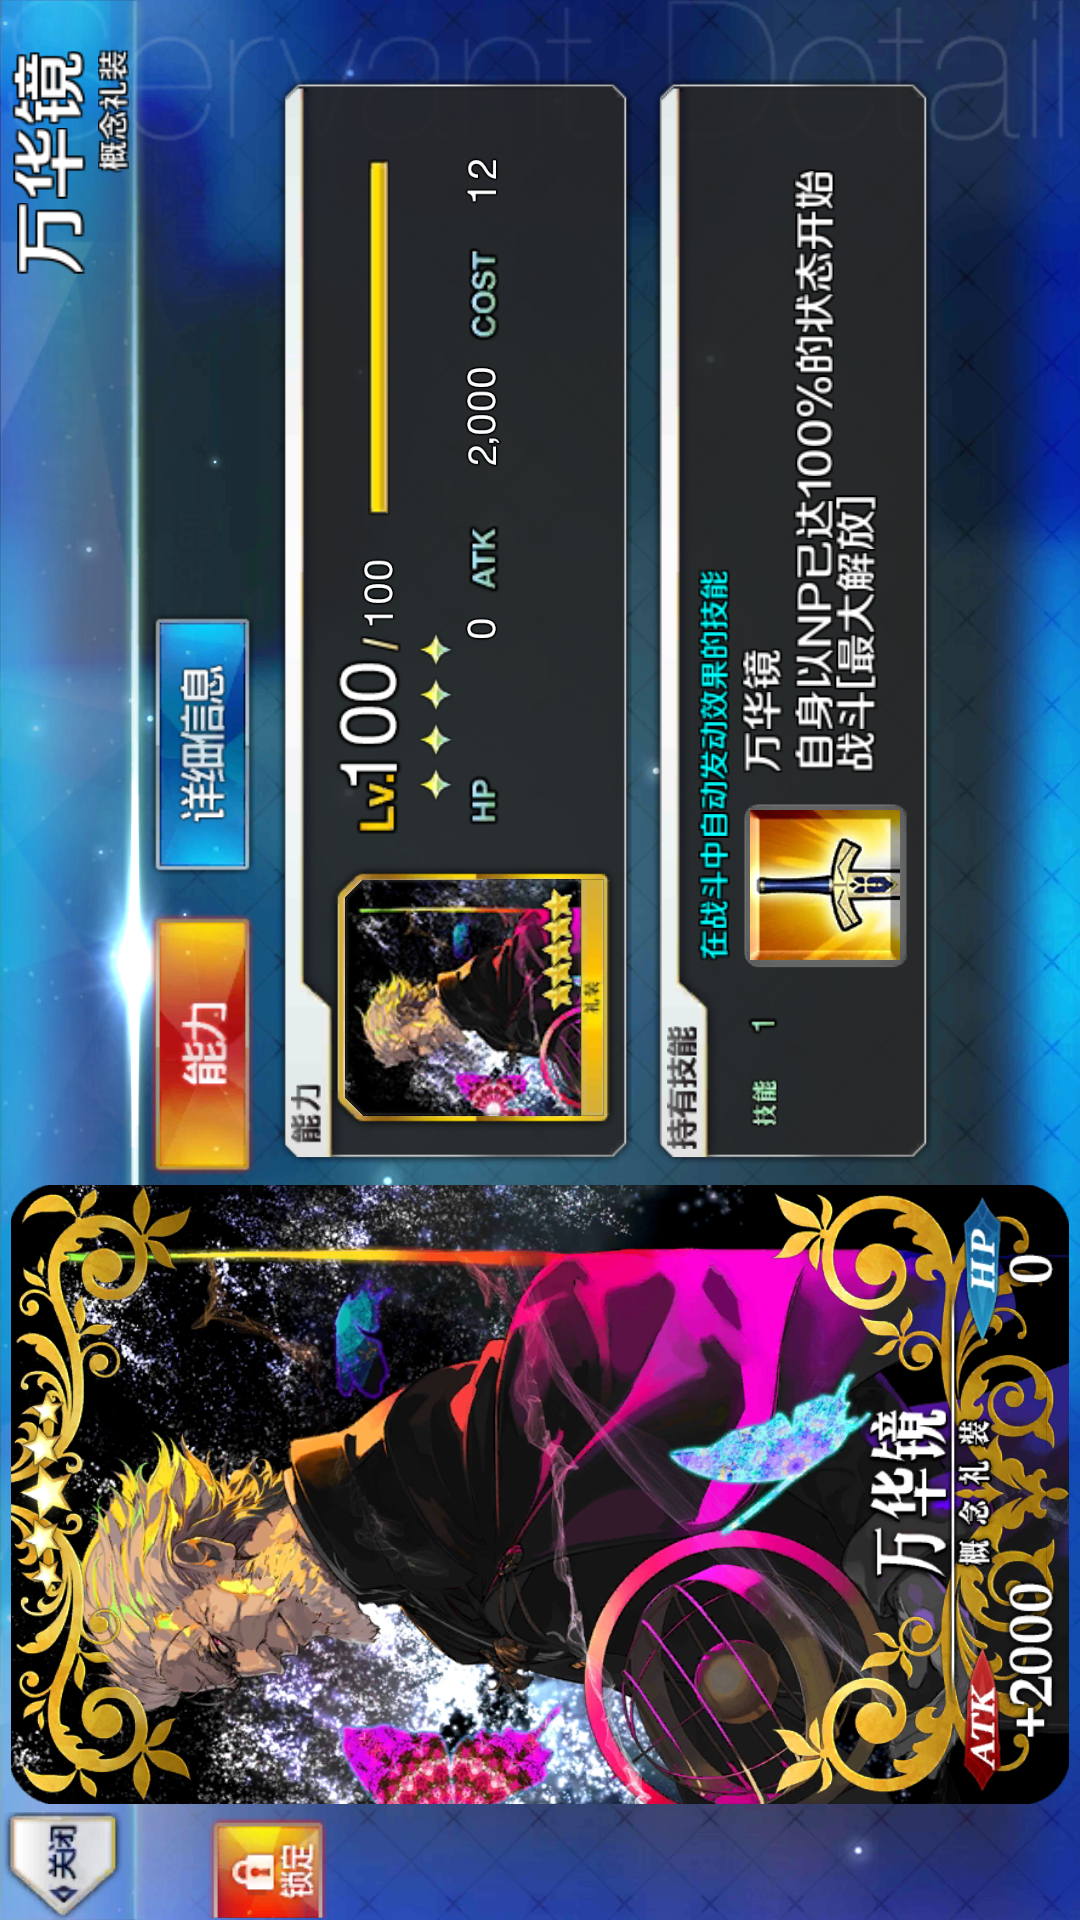 Servant Detail
万华镜
概念礼装
关闭
锁定
能力
详细信息
能力
Lv.100/100
HP 0 ATK 2,000 COST 12
礼装
持有技能
在战斗中自动发动效果的技能
技能 1
万华镜
自身以NP已达100%的状态开始
战斗[最大解放]
万华镜
概念礼装
ATK
+2000
HP
0